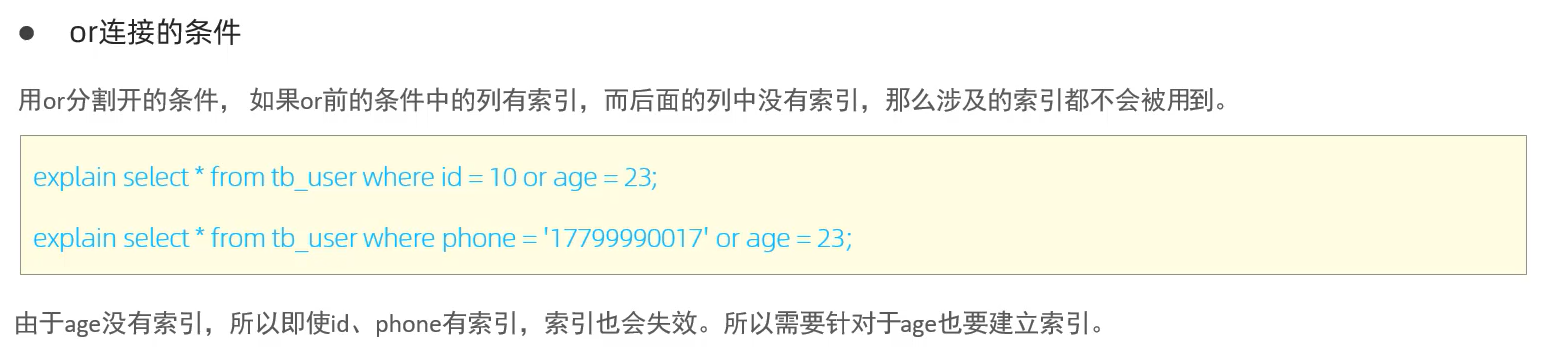 ● or连接的条件
用or分割开的条件， 如果or前的条件中的列有索引，而后面的列中没有索引，那么涉及的索引都不会被用到。
explain select * from tb_user where id = 10 or age = 23;
explain select * from tb_user where phone = '17799990017' or age = 23;
由于age没有索引，所以即使id、phone有索引，索引也会失效。所以需要针对于age也要建立索引。